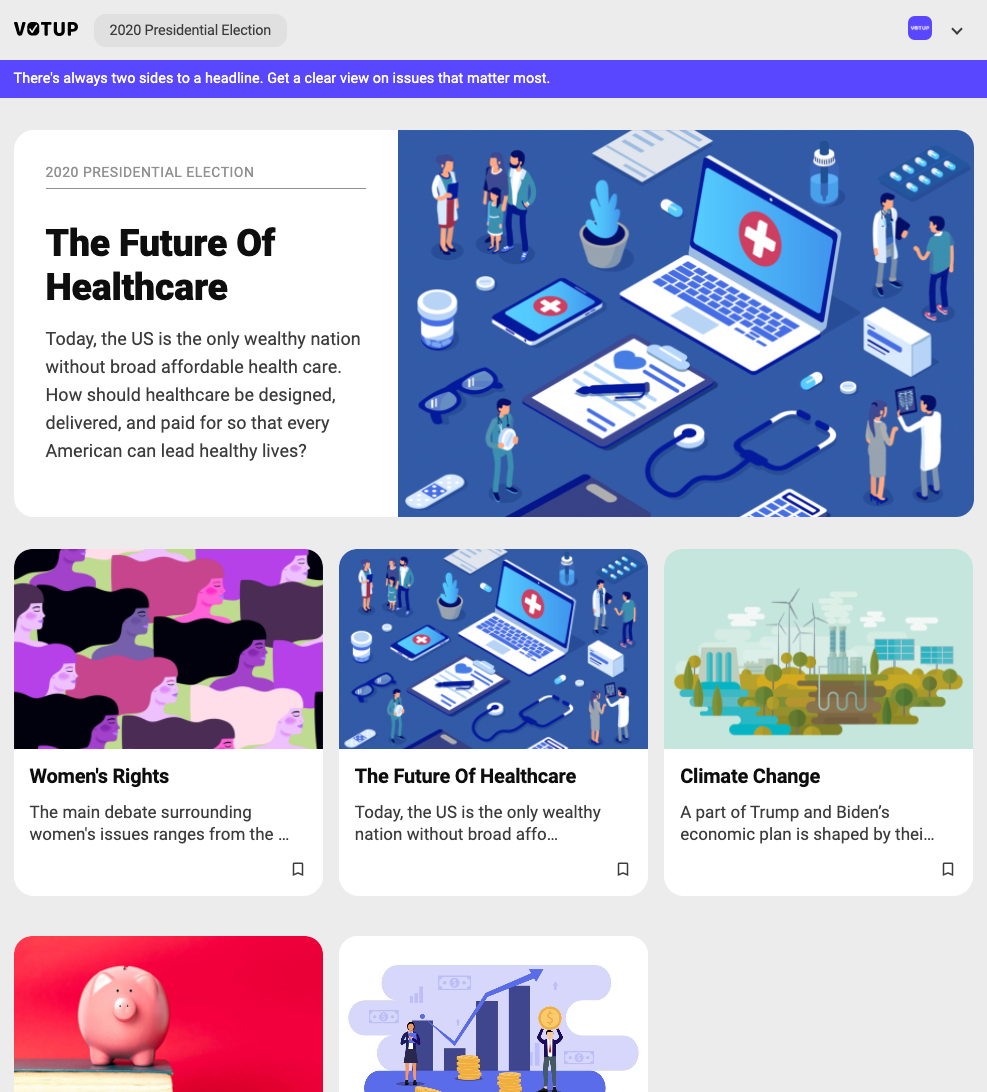 VOTUP
2020 Presidential Election
VOTUP
There's always two sides to a headline. Get a clear view on issues that matter most.
2020 PRESIDENTIAL ELECTION
The Future Of
Healthcare
Today, the US is the only wealthy nation
without broad affordable health care.
How should healthcare be designed,
delivered, and paid for so that every
American can lead healthy lives?
Women's Rights
The main debate surrounding
women's issues ranges from the ...
The Future Of Healthcare
Today, the US is the only wealthy
nation without broad affo...
Climate Change
A part of Trump and Biden’s
economic plan is shaped by thei...